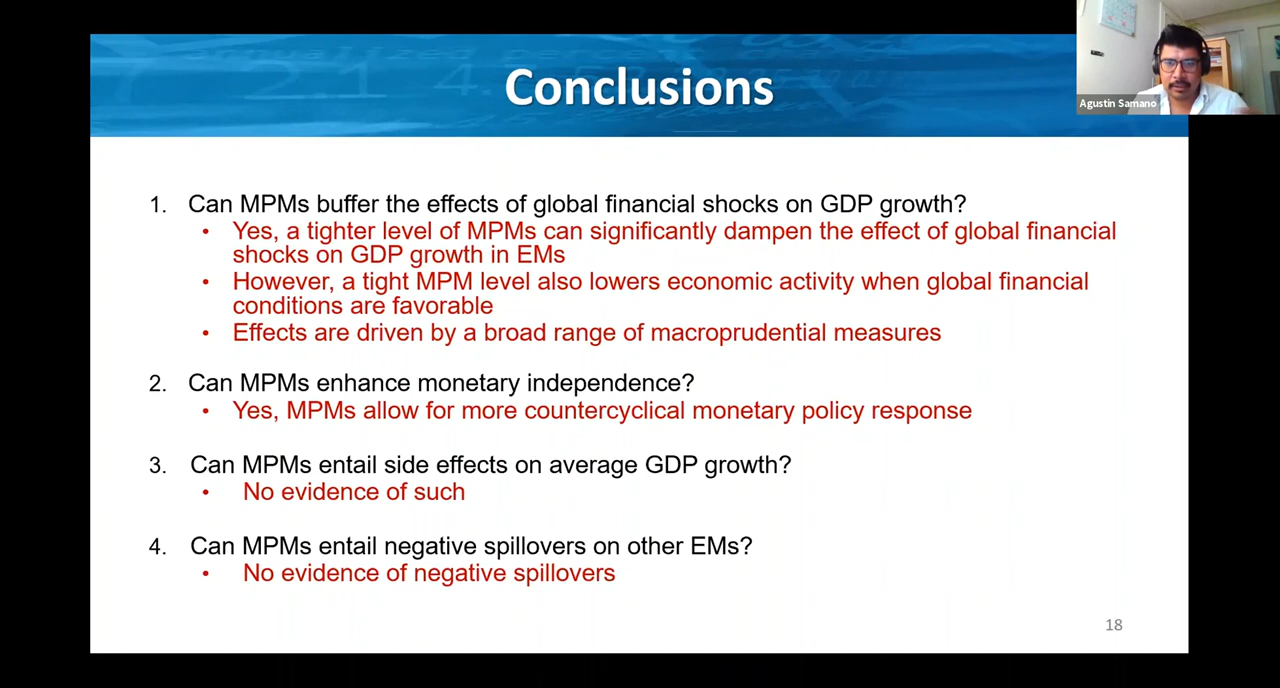 Conclusions
Agustin Samano
1. Can MPMs buffer the effects of global financial shocks on GDP growth?
• Yes, a tighter level of MPMs can significantly dampen the effect of global financial
shocks on GDP growth in EMs
• However, a tight MPM level also lowers economic activity when global financial
conditions are favorable
• Effects are driven by a broad range of macroprudential measures
2. Can MPMs enhance monetary independence?
• Yes, MPMs allow for more countercyclical monetary policy response
3. Can MPMs entail side effects on average GDP growth?
• No evidence of such
4. Can MPMs entail negative spillovers on other EMs?
• No evidence of negative spillovers
18